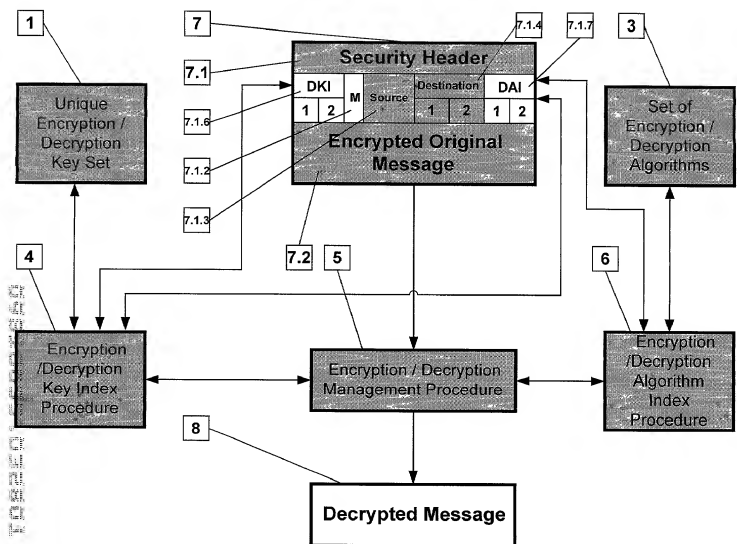 1
7
7.1.4
7.1.7
3
Security Header
7.1
DKI
M
Source
Destination
DAI
1 2
1 2
1 2
7.1.6
7.1.2
7.1.3
Unique
Encryption /
Decryption
Key Set
Encrypted Original
Message
Set of
Encryption /
Decryption
Algorithms
7.2
4
5
6
Encryption
/Decryption
Key Index
Procedure
Encryption / Decryption
Management Procedure
Encryption
/Decryption
Algorithm
Index
Procedure
8
Decrypted Message